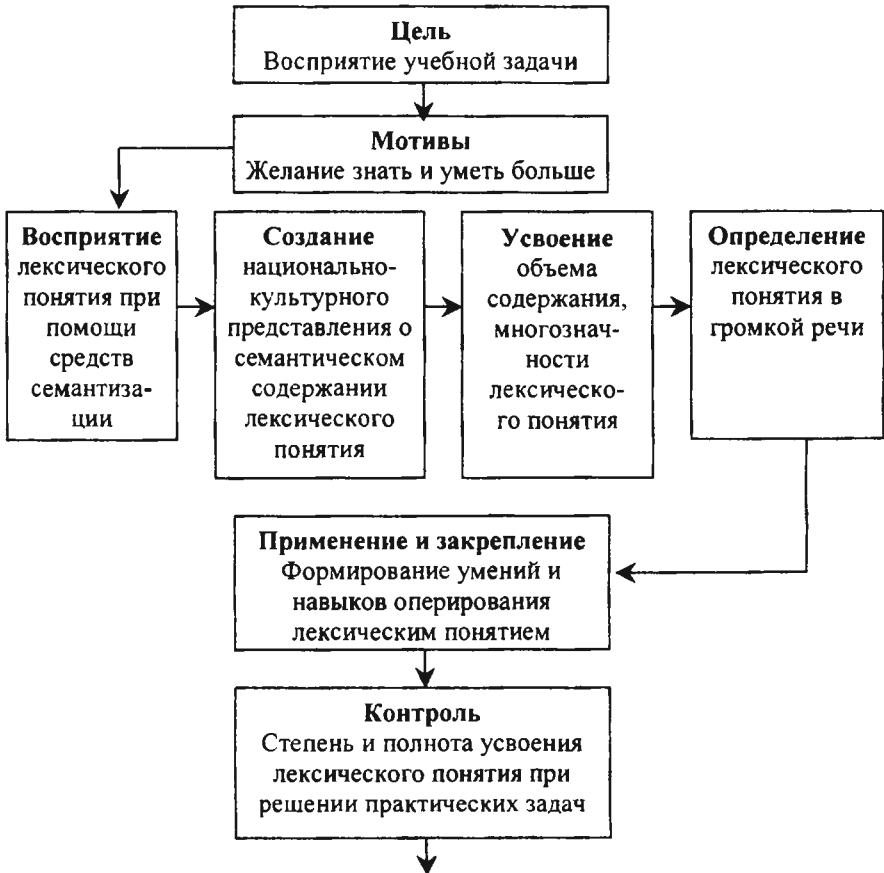 Цель
Восприятие учебной задачи
Мотивы
Желание знать и уметь больше
Восприятие
лексического
понятия при
помощи
средств
семантиза-
ции
Создание
национально-
культурного
представления о
семантическом
содержании
лексического
понятия
Усвоение
объема
содержания,
многознач-
ности
лексическо-
го понятия
Определение
лексического
понятия в
громкой речи
Применение и закрепление
Формирование умений и
навыков оперирования
лексическим понятием
Контроль
Степень и полнота усвоения
лексического понятия при
решении практических задач